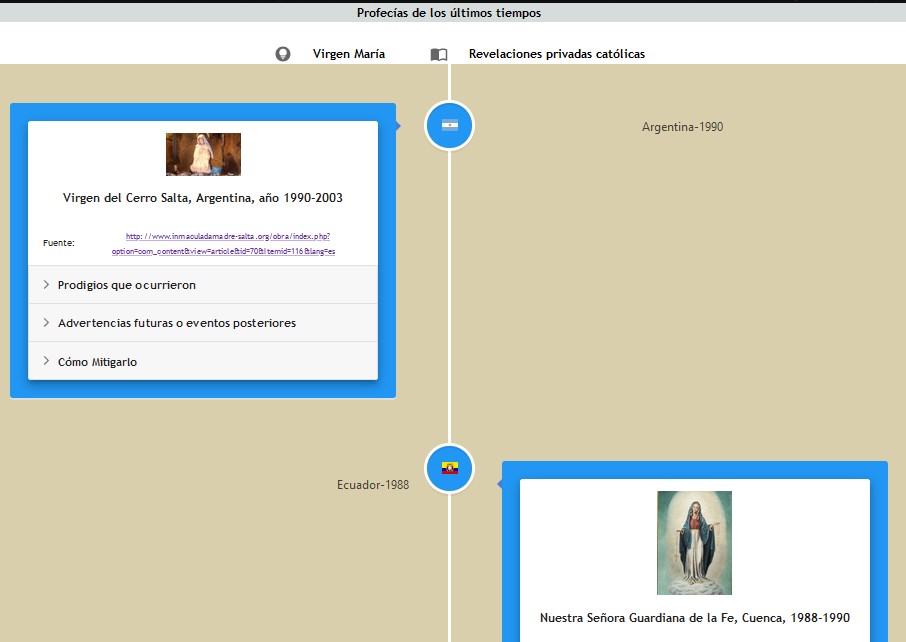 Profecías de los últimos tiempos
Virgen María
Revelaciones privadas católicas
Argentina-1990
Virgen del Cerro Salta, Argentina, año 1990-2003
Fuente:
http://www.inmaculadamadre-salta.org/obra/index.php?
option=com_content&view=article&id=70&Itemid=116&lang=es
Prodigios que ocurrieron
Advertencias futuras o eventos posteriores
Cómo Mitigarlo
Ecuador-1988
Nuestra Señora Guardiana de la Fe, Cuenca, 1988-1990